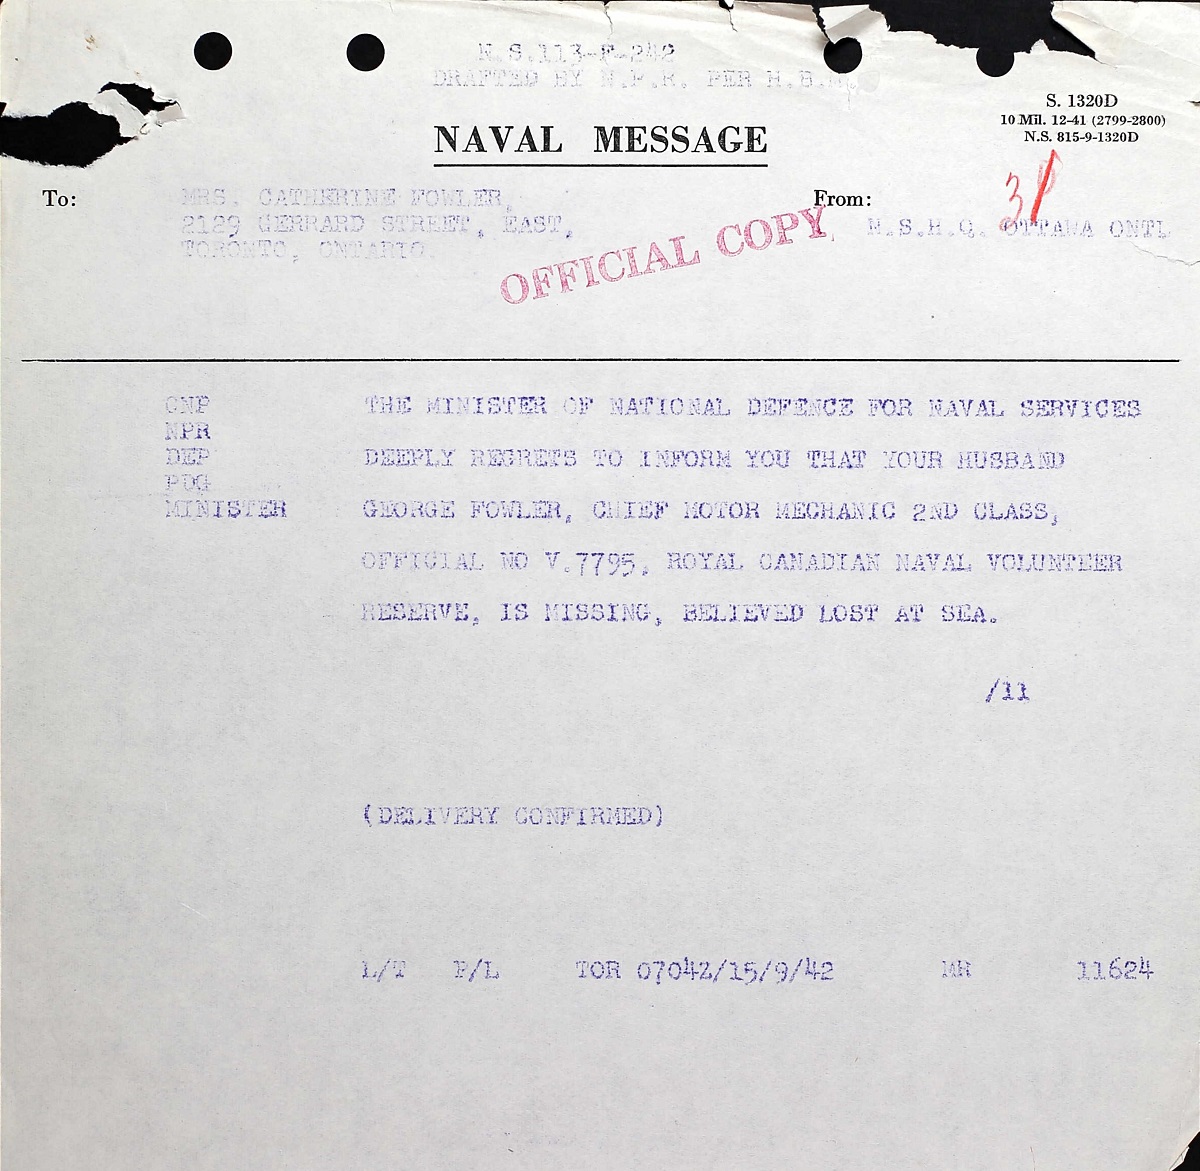 N.S.113-F-242
DRAFTED BY N.P.R. PER H.B.
S. 1320D
10 Mil. 12-41 (2799-2800)
N.S. 815-9-1320D
NAVAL MESSAGE
To: MRS. CATHERINE FOWLER,
2129 GERRARD STREET, EAST,
TORONTO, ONTARIO.
From:
N.S.H.Q. OTTAWA ONT.
OFFICIAL COPY
CNP THE MINISTER OF NATIONAL DEFENCE FOR NAVAL SERVICES
NPR
DEP DEEPLY REGRETS TO INFORM YOU THAT YOUR HUSBAND
PDG
MINISTER GEORGE FOWLER, CHIEF MOTOR MECHANIC 2ND CLASS,
OFFICIAL NO V.7795, ROYAL CANADIAN NAVAL VOLUNTEER
RESERVE, IS MISSING, BELIEVED LOST AT SEA.
/11
(DELIVERY CONFIRMED)
L/T P/L TOR 0704Z/15/9/42 MR 11624